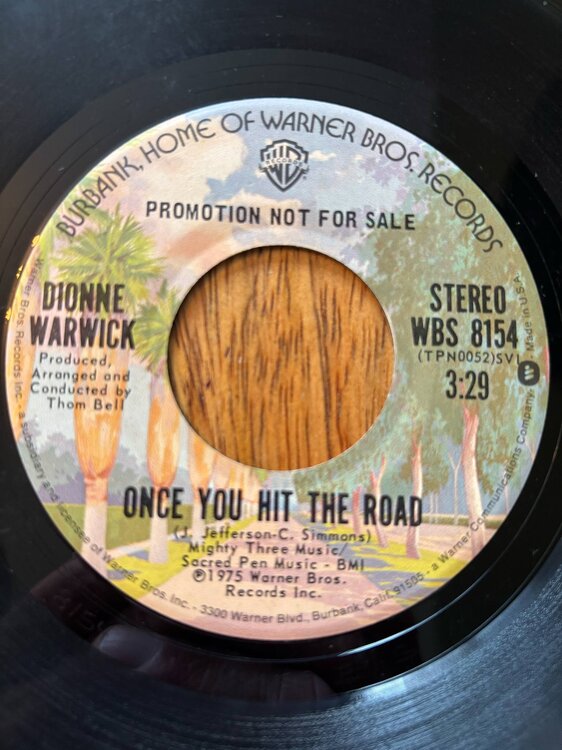 BURBANK, HOME OF WARNER BROS. RECORDS
W
RECORDS
PROMOTION NOT FOR SALE
DIONNE
WARWICK
Produced,
Arranged and
Conducted by
Thom Bell
STEREO
WBS 8154
(TPN0052)SV1
3:29
ONCE YOU HIT THE ROAD
(J. Jefferson-C. Simmons)
Mighty Three Music/
Sacred Pen Music - BMI
℗1975 Warner Bros.
Records Inc.
Warner Bros. Records Inc. - a subsidiary and licensee of Warner Bros. Inc. - 3300 Warner Blvd., Burbank, Calif. 91505 - a Warner Communications Company. Made in U.S.A.